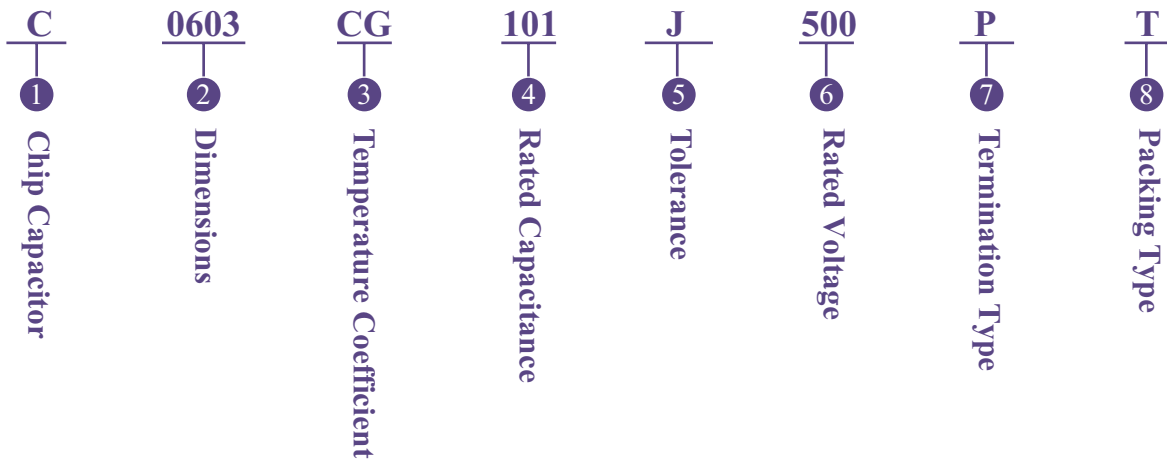 C 0603 CG 101 J 500 P T
1 2 3 4 5 6 7 8
Chip Capacitor
Dimensions
Temperature Coefficient
Rated Capacitance
Tolerance
Rated Voltage
Termination Type
Packing Type